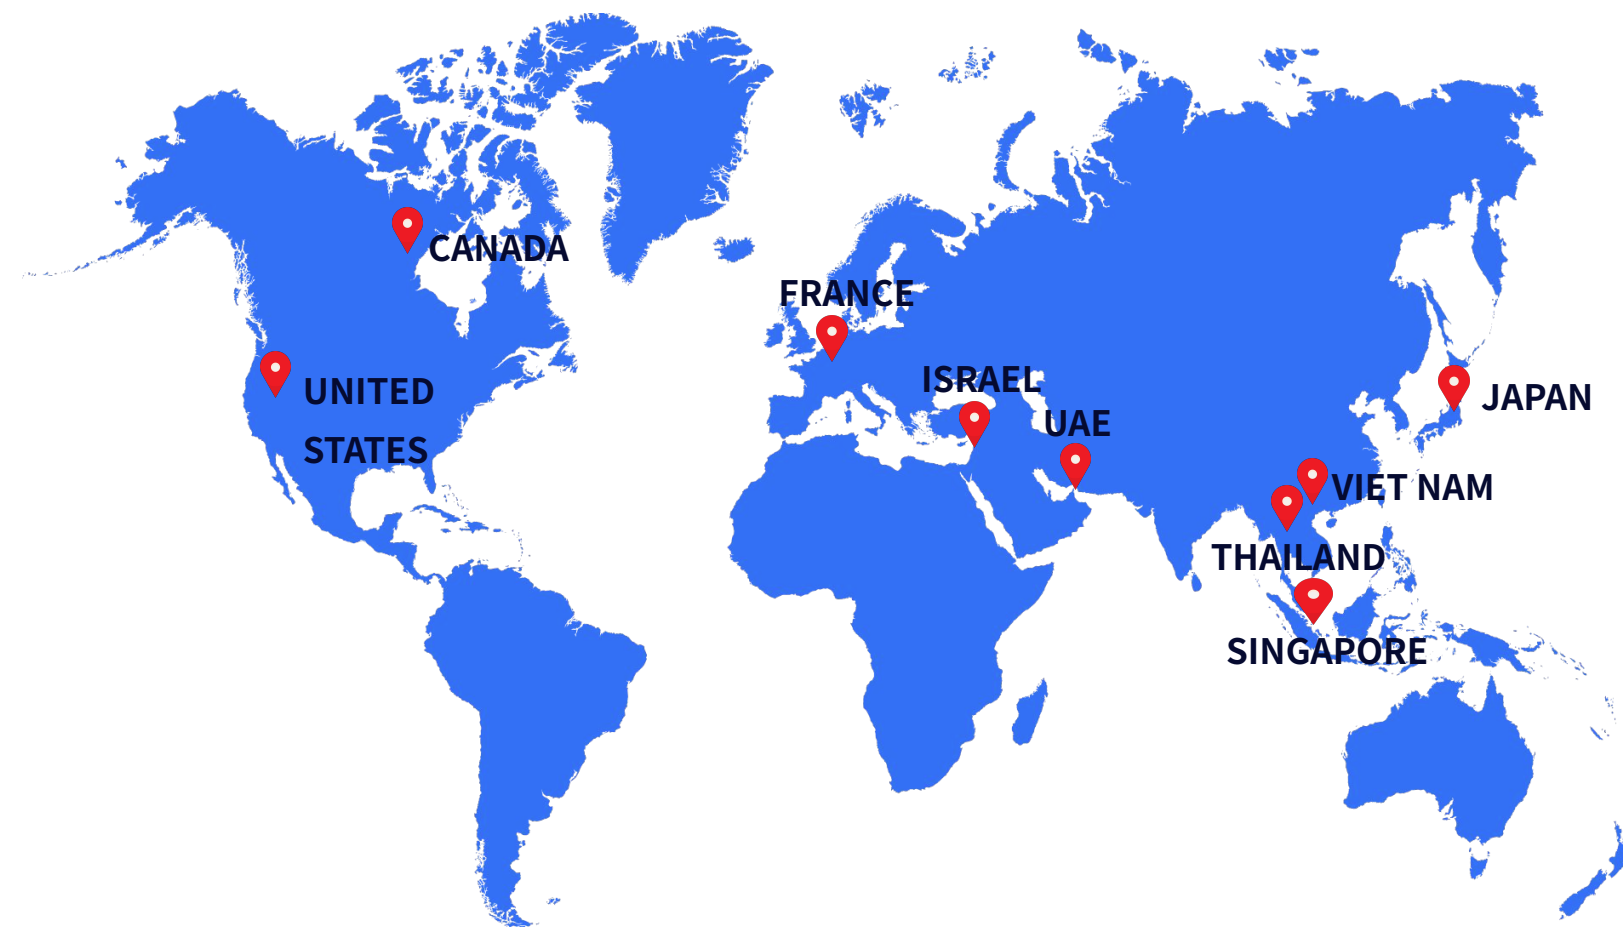 CANADA
FRANCE
ISRAEL
UNITED
STATES
JAPAN
UAE
VIET NAM
THAILAND
SINGAPORE